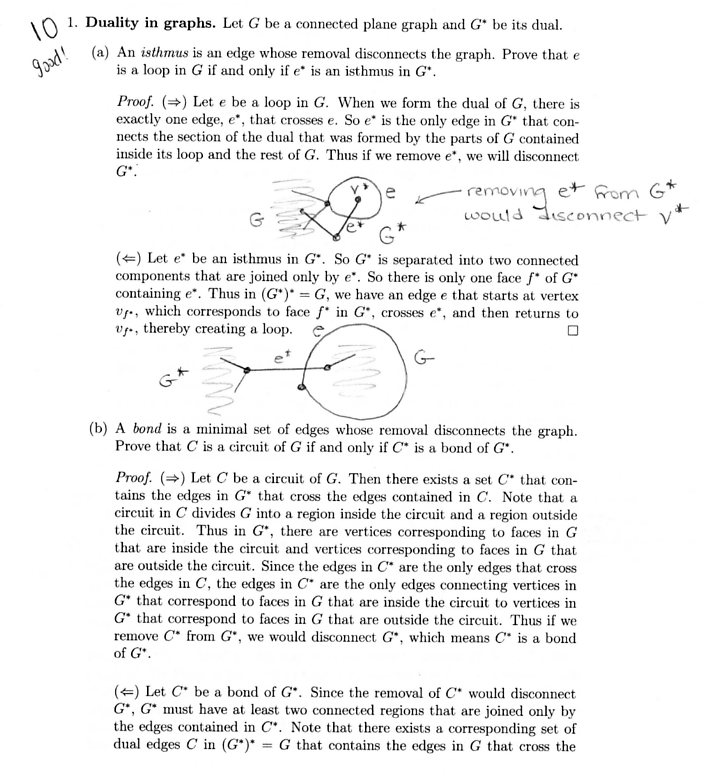 10
good!
1. Duality in graphs. Let G be a connected plane graph and G* be its dual.
(a) An isthmus is an edge whose removal disconnects the graph. Prove that e
is a loop in G if and only if e* is an isthmus in G*.
Proof. (⇒) Let e be a loop in G. When we form the dual of G, there is
exactly one edge, e*, that crosses e. So e* is the only edge in G* that con-
nects the section of the dual that was formed by the parts of G contained
inside its loop and the rest of G. Thus if we remove e*, we will disconnect
G*.
v* e
G e* G*
removing e* from G*
would disconnect v*
(⇐) Let e* be an isthmus in G*. So G* is separated into two connected
components that are joined only by e*. So there is only one face f* of G*
containing e*. Thus in (G*)* = G, we have an edge e that starts at vertex
v_f*, which corresponds to face f* in G*, crosses e*, and then returns to
v_f*, thereby creating a loop. □
e
e* G
G*
(b) A bond is a minimal set of edges whose removal disconnects the graph.
Prove that C is a circuit of G if and only if C* is a bond of G*.
Proof. (⇒) Let C be a circuit of G. Then there exists a set C* that con-
tains the edges in G* that cross the edges contained in C. Note that a
circuit in C divides G into a region inside the circuit and a region outside
the circuit. Thus in G*, there are vertices corresponding to faces in G
that are inside the circuit and vertices corresponding to faces in G that
are outside the circuit. Since the edges in C* are the only edges that cross
the edges in C, the edges in C* are the only edges connecting vertices in
G* that correspond to faces in G that are inside the circuit to vertices in
G* that correspond to faces in G that are outside the circuit. Thus if we
remove C* from G*, we would disconnect G*, which means C* is a bond
of G*.
(⇐) Let C* be a bond of G*. Since the removal of C* would disconnect
G*, G* must have at least two connected regions that are joined only by
the edges contained in C*. Note that there exists a corresponding set of
dual edges C in (G*)* = G that contains the edges in G that cross the